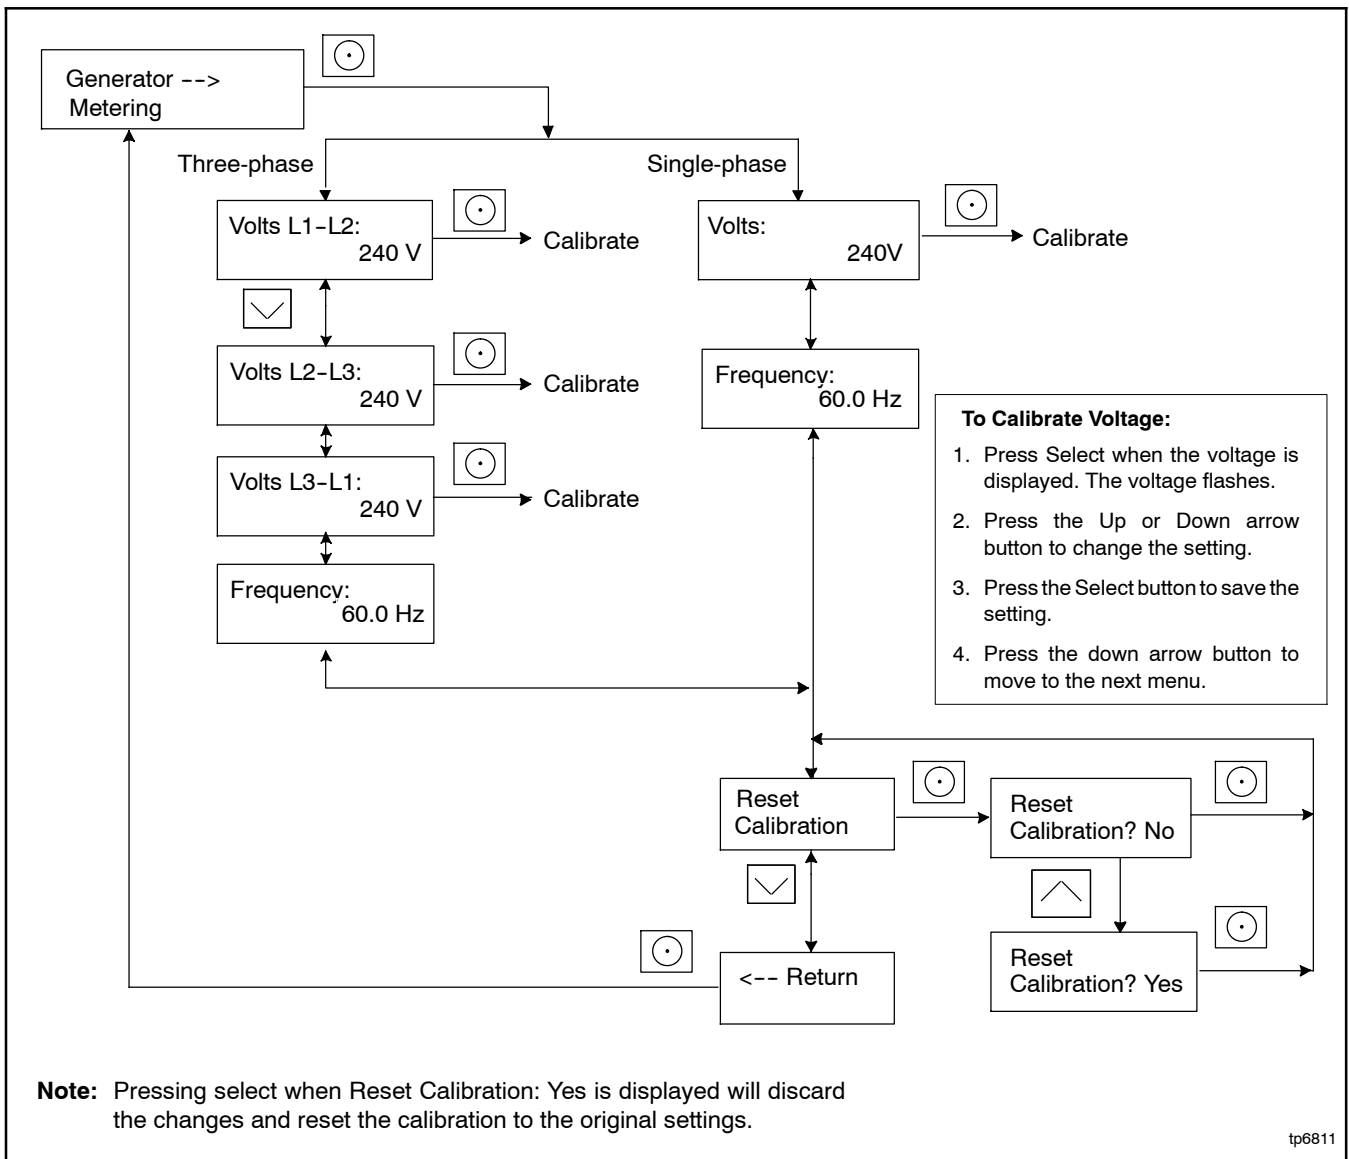 Generator -->
Metering
Three-phase
Single-phase
Volts L1-L2:
240 V
Calibrate
Volts:
240V
Calibrate
Volts L2-L3:
240 V
Calibrate
Frequency:
60.0 Hz
Volts L3-L1:
240 V
Calibrate
Frequency:
60.0 Hz
To Calibrate Voltage:
1. Press Select when the voltage is
displayed. The voltage flashes.
2. Press the Up or Down arrow
button to change the setting.
3. Press the Select button to save the
setting.
4. Press the down arrow button to
move to the next menu.
Reset
Calibration
Reset
Calibration? No
Reset
Calibration? Yes
<-- Return
Note: Pressing select when Reset Calibration: Yes is displayed will discard
the changes and reset the calibration to the original settings.
tp6811